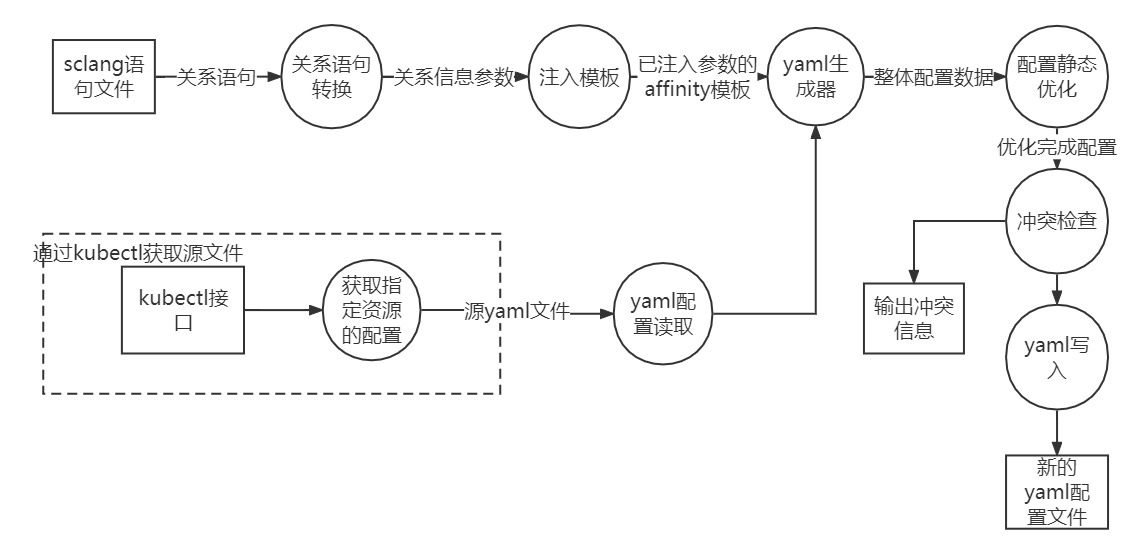 sclang语
句文件
关系语句
关系语句
转换
关系信息参数
注入模板
已注入参数的
affinity模板
yaml生
成器
整体配置数据
配置静态
优化
优化完成配置
冲突检查
通过kubectl获取源文件
kubectl接
口
获取指
定资源
的配置
源yaml文件
yaml配
置读取
输出冲突
信息
yaml写
入
新的
yaml配
置文件